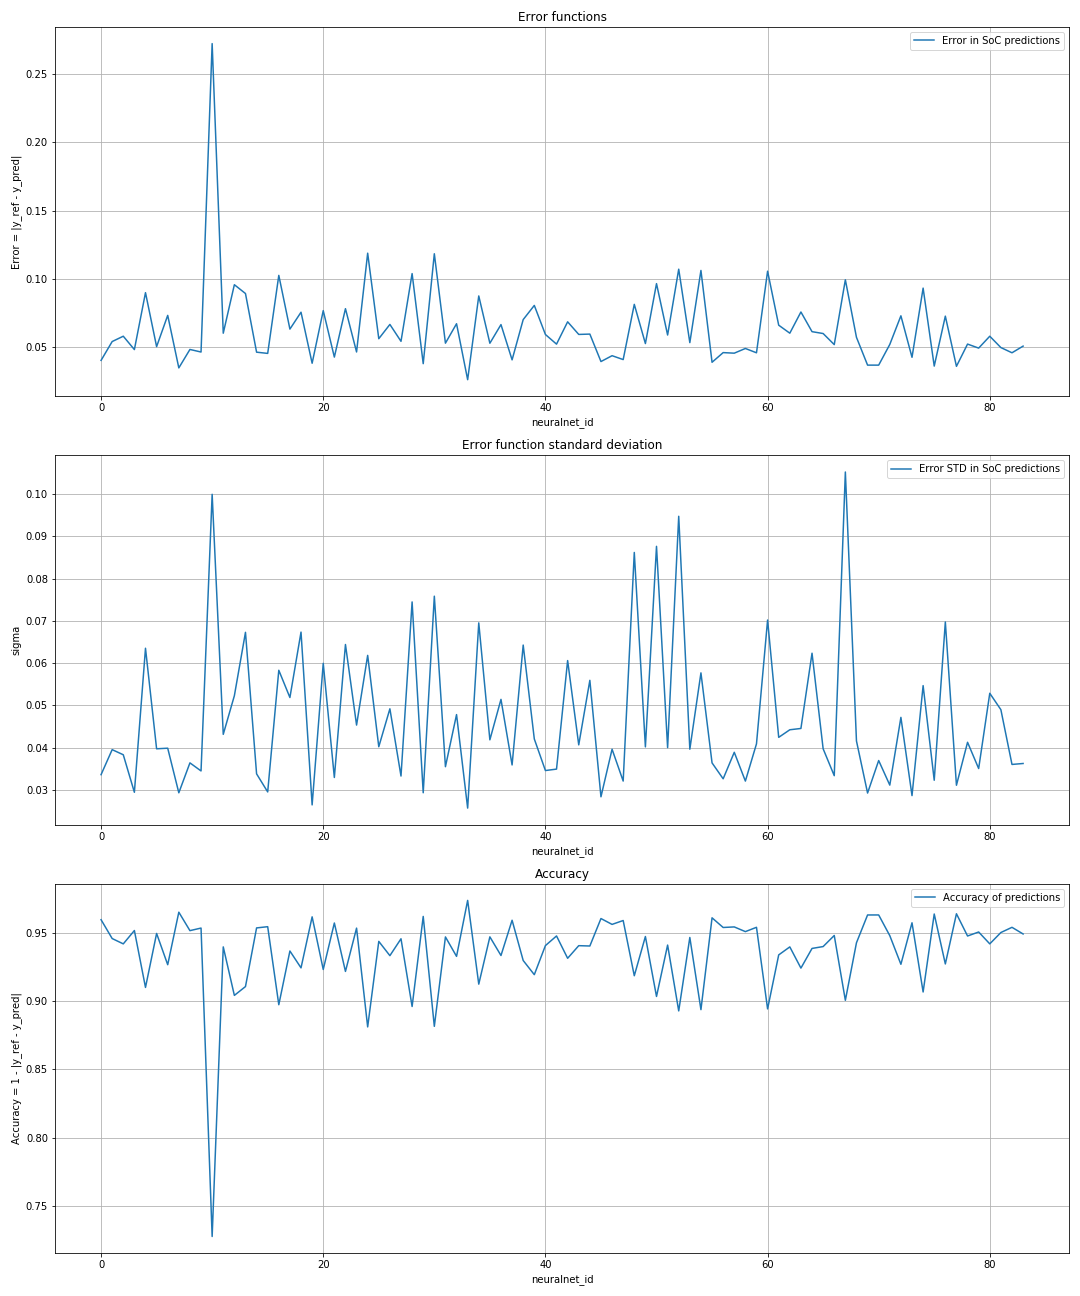 Error functions
Error in SoC predictions
0.25
0.20
0.15
0.10
0.05
Error = |y_ref - y_pred|
0 20 40 60 80
neuralnet_id
Error function standard deviation
Error STD in SoC predictions
0.10
0.09
0.08
0.07
0.06
0.05
0.04
0.03
sigma
0 20 40 60 80
neuralnet_id
Accuracy
Accuracy of predictions
0.95
0.90
0.85
0.80
0.75
Accuracy = 1 - |y_ref - y_pred|
0 20 40 60 80
neuralnet_id